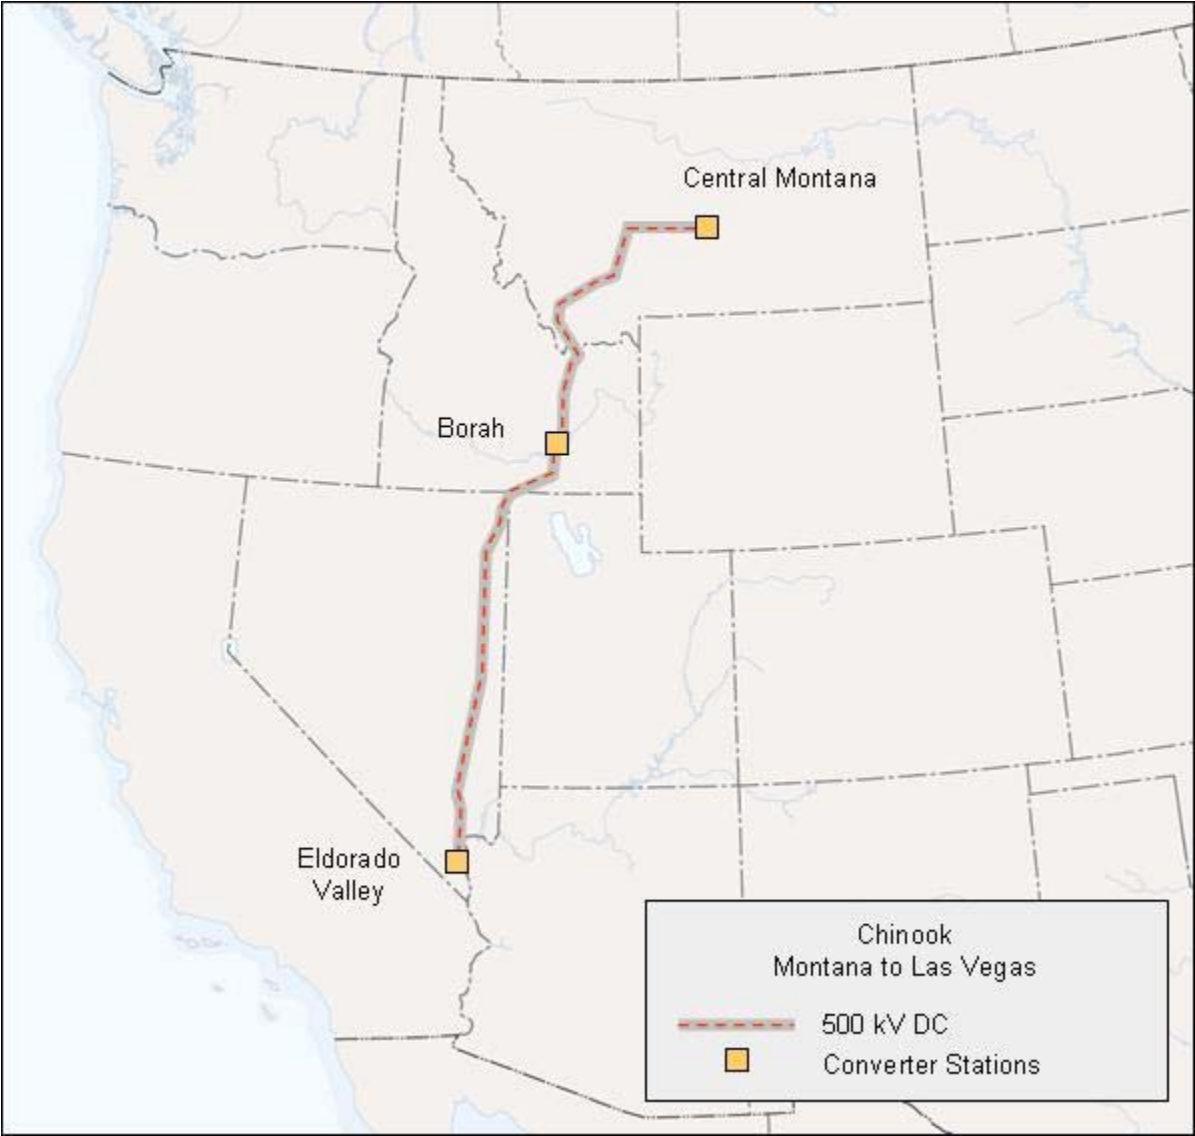 Central Montana
Borah
Eldorado
Valley
Chinook
Montana to Las Vegas
500 kV DC
Converter Stations